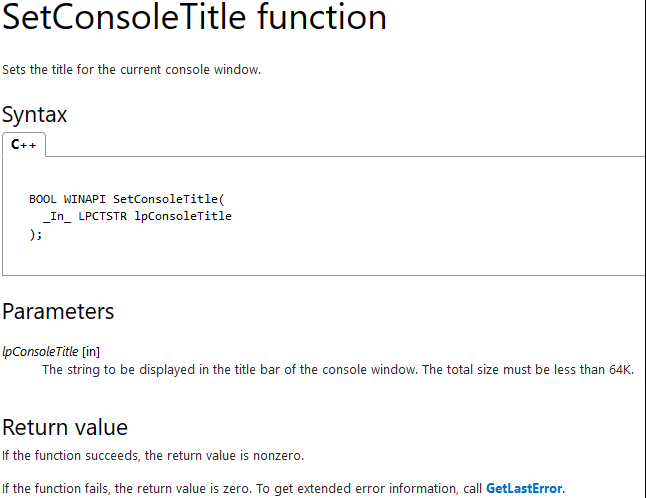 SetConsoleTitle function
Sets the title for the current console window.
Syntax
C++
BOOL WINAPI SetConsoleTitle(
_In_ LPCTSTR lpConsoleTitle
);
Parameters
lpConsoleTitle [in]
The string to be displayed in the title bar of the console window. The total size must be less than 64K.
Return value
If the function succeeds, the return value is nonzero.
If the function fails, the return value is zero. To get extended error information, call GetLastError.